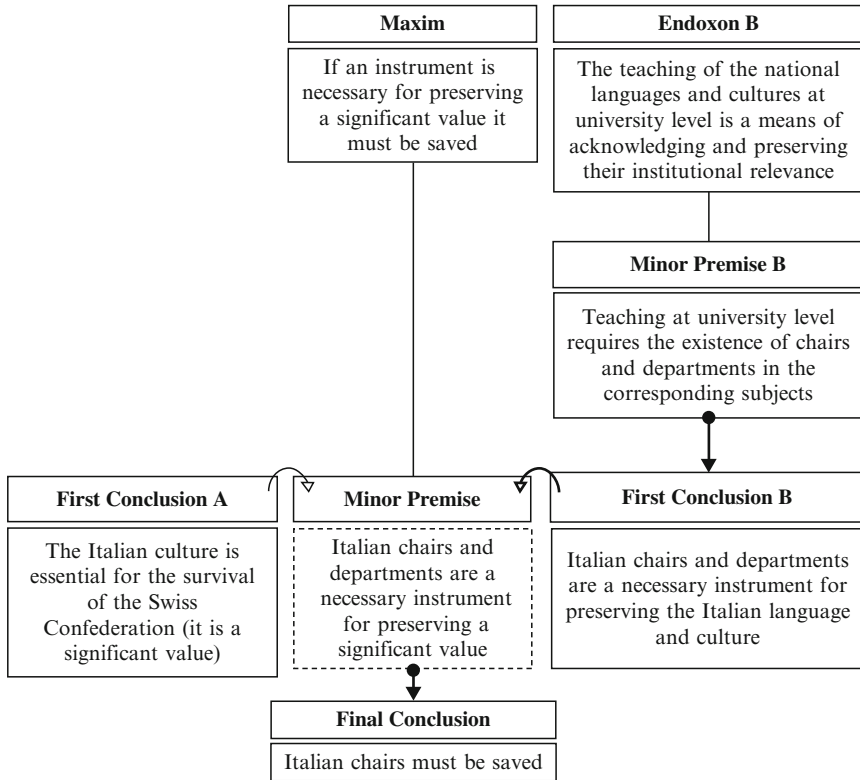 Maxim
If an instrument is
necessary for preserving
a significant value it
must be saved
Endoxon B
The teaching of the national
languages and cultures at
university level is a means of
acknowledging and preserving
their institutional relevance
Minor Premise B
Teaching at university level
requires the existence of chairs
and departments in the
corresponding subjects
First Conclusion A
The Italian culture is
essential for the survival
of the Swiss
Confederation (it is a
significant value)
Minor Premise
Italian chairs and
departments are a
necessary instrument
for preserving a
significant value
First Conclusion B
Italian chairs and departments
are a necessary instrument for
preserving the Italian language
and culture
Final Conclusion
Italian chairs must be saved